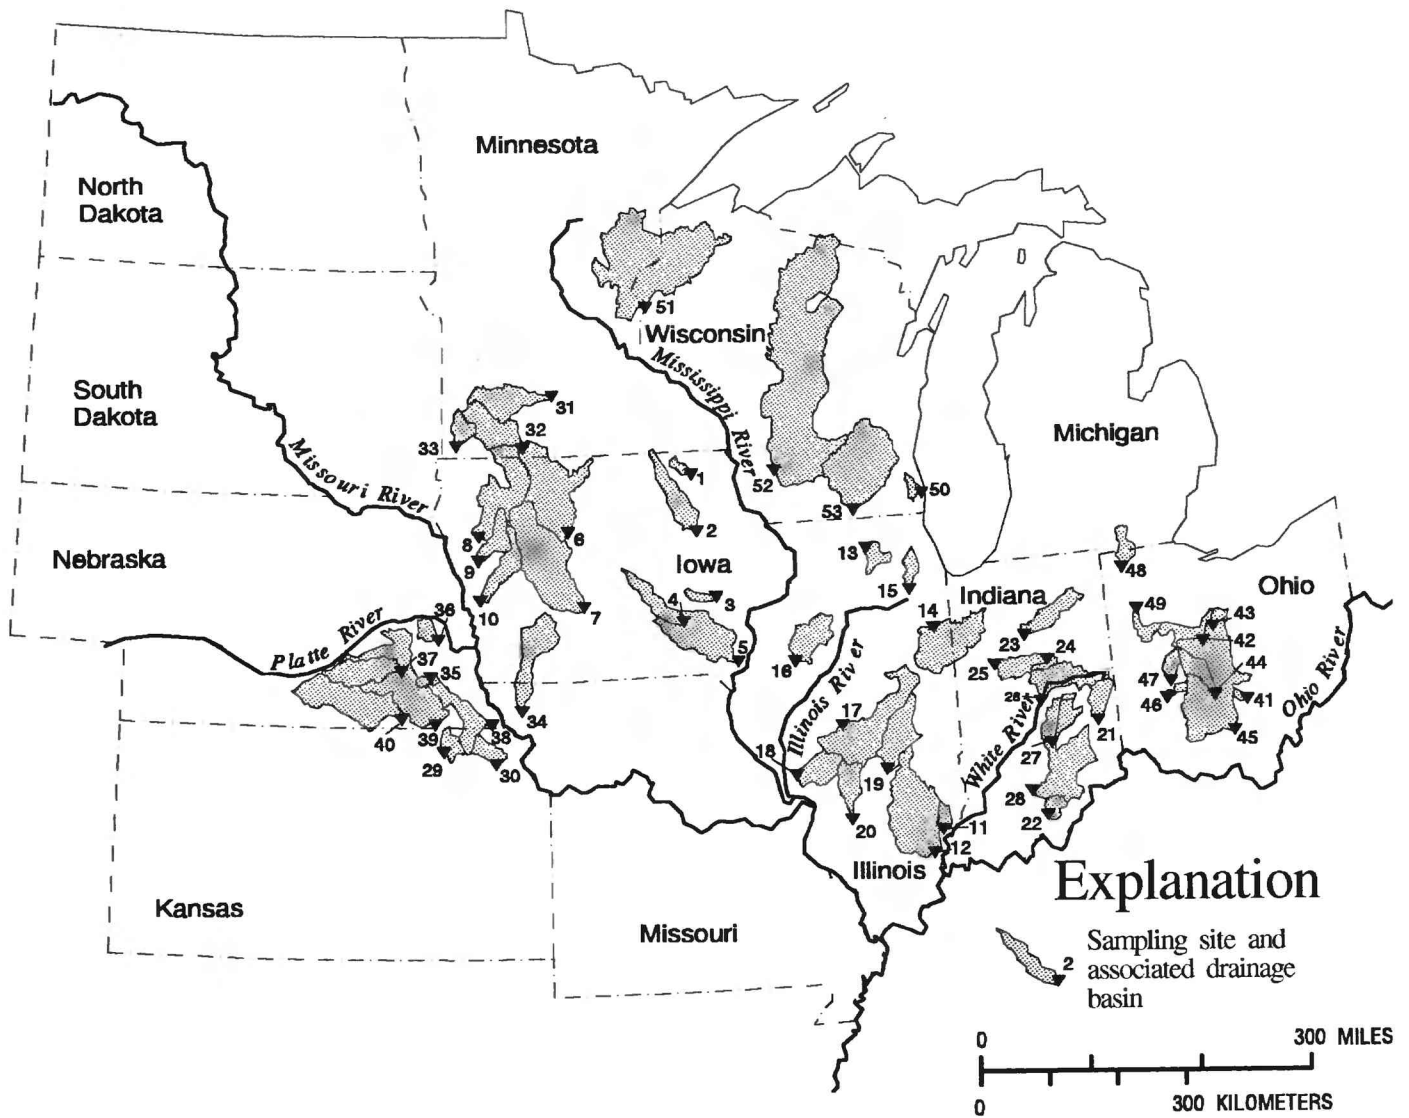 Minnesota
North
Dakota
51
Wisconsin
Mississippi River
South
Dakota
31
33
32
Michigan
Missouri River
1
52
50
53
2
8
6
9
Iowa
13
Nebraska
10
7
4
3
15
Indiana
48
Ohio
49
43
36
Platte River
5
16
14
23
24
42
37
35
25
44
47
46
41
Ohio River
26
Illinois River
17
34
40
39
38
21
45
29
30
18
19
White River
27
28
20
11
22
12
Illinois
Kansas
Missouri
Explanation
2
Sampling site and
associated drainage
basin
0 300 MILES
0 300 KILOMETERS